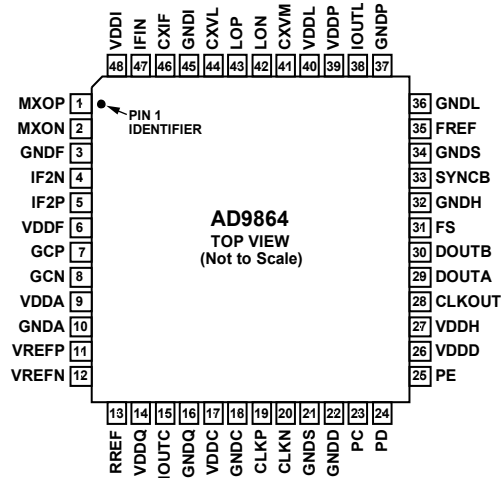 VDDI IFIN CXIF GNDI CXVL LOP LON CXVM VDDL VDDP IOUTL GNDP
48 47 46 45 44 43 42 41 40 39 38 37
MXOP 1
MXON 2
GNDF 3
IF2N 4
IF2P 5
VDDF 6
GCP 7
GCN 8
VDDA 9
GNDA 10
VREFP 11
VREFN 12
PIN 1
IDENTIFIER
AD9864
TOP VIEW
(Not to Scale)
36 GNDL
35 FREF
34 GNDS
33 SYNCB
32 GNDH
31 FS
30 DOUTB
29 DOUTA
28 CLKOUT
27 VDDH
26 VDDD
25 PE
13 14 15 16 17 18 19 20 21 22 23 24
RREF VDDQ IOUTC GNDQ VDDC GNDC CLKP CLKN GNDS GNDD PC PD